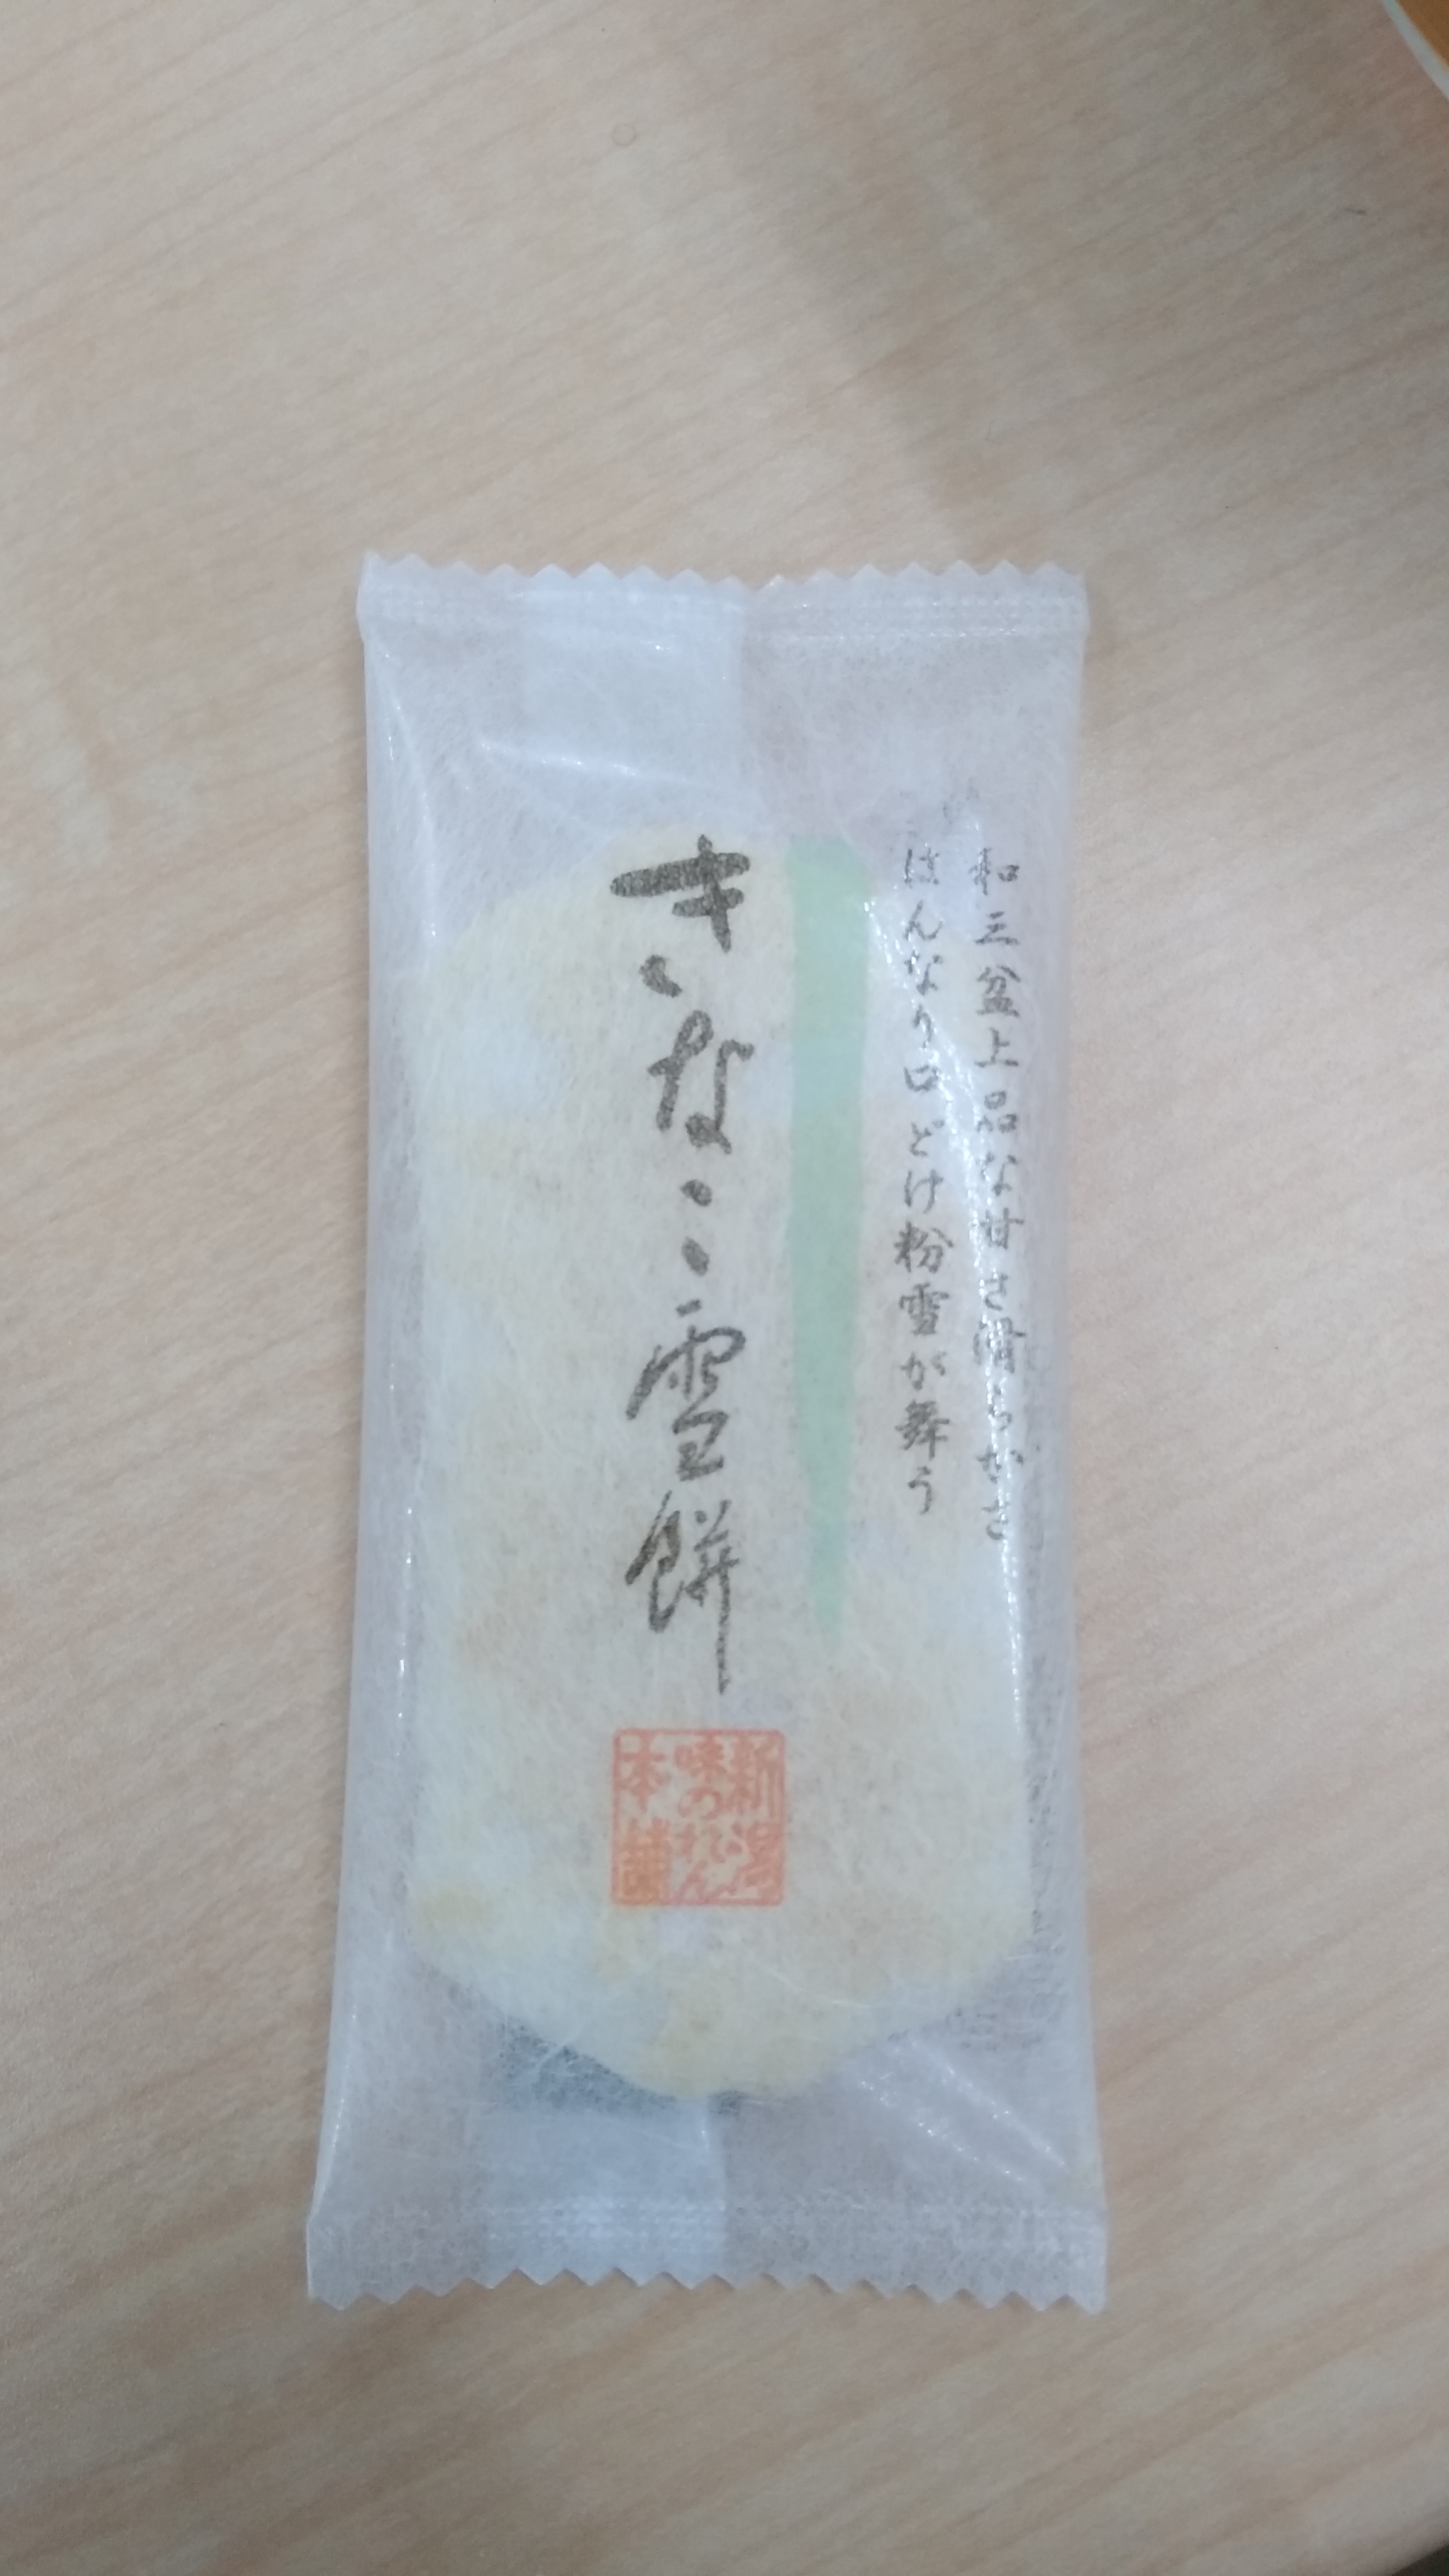 和三盆上品な甘さ滑らかさ
はんなり口どけ粉雪が舞う
きなこ雪餅
新潟
味のれん
本舗